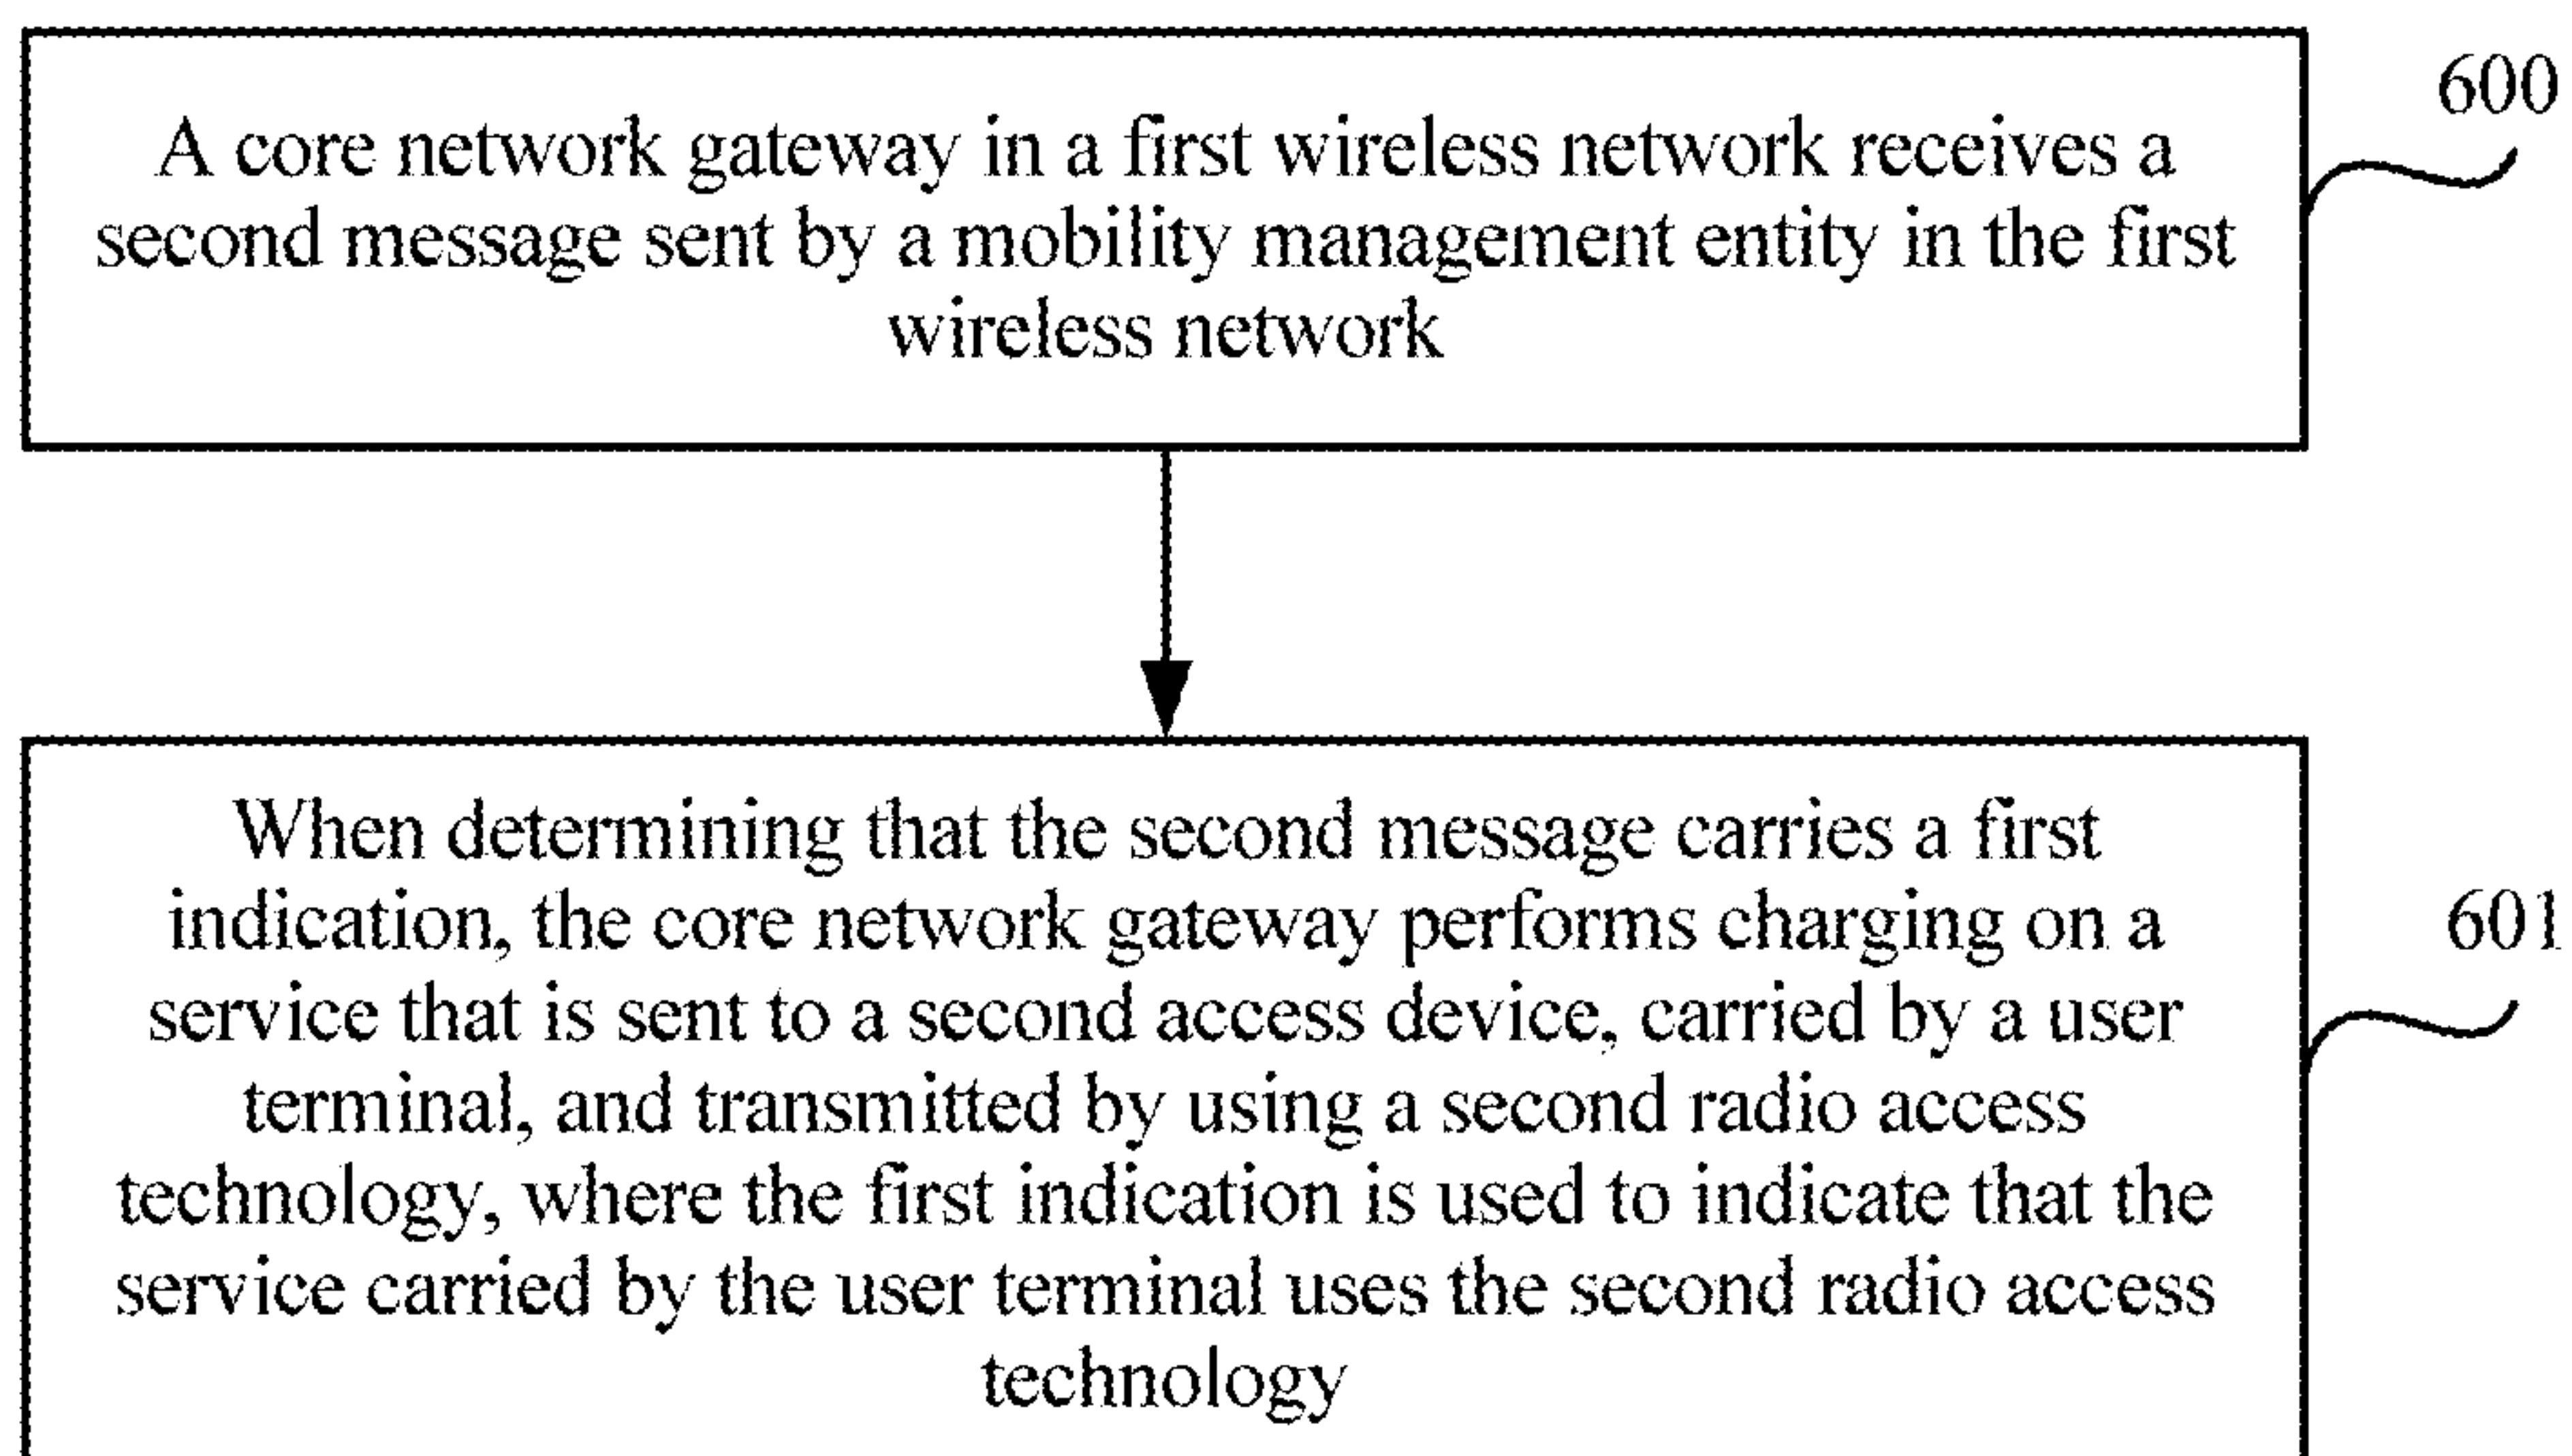 A core network gateway in a first wireless network receives a
second message sent by a mobility management entity in the first
wireless network
600
When determining that the second message carries a first
indication, the core network gateway performs charging on a
service that is sent to a second access device, carried by a user
terminal, and transmitted by using a second radio access
technology, where the first indication is used to indicate that the
service carried by the user terminal uses the second radio access
technology
601